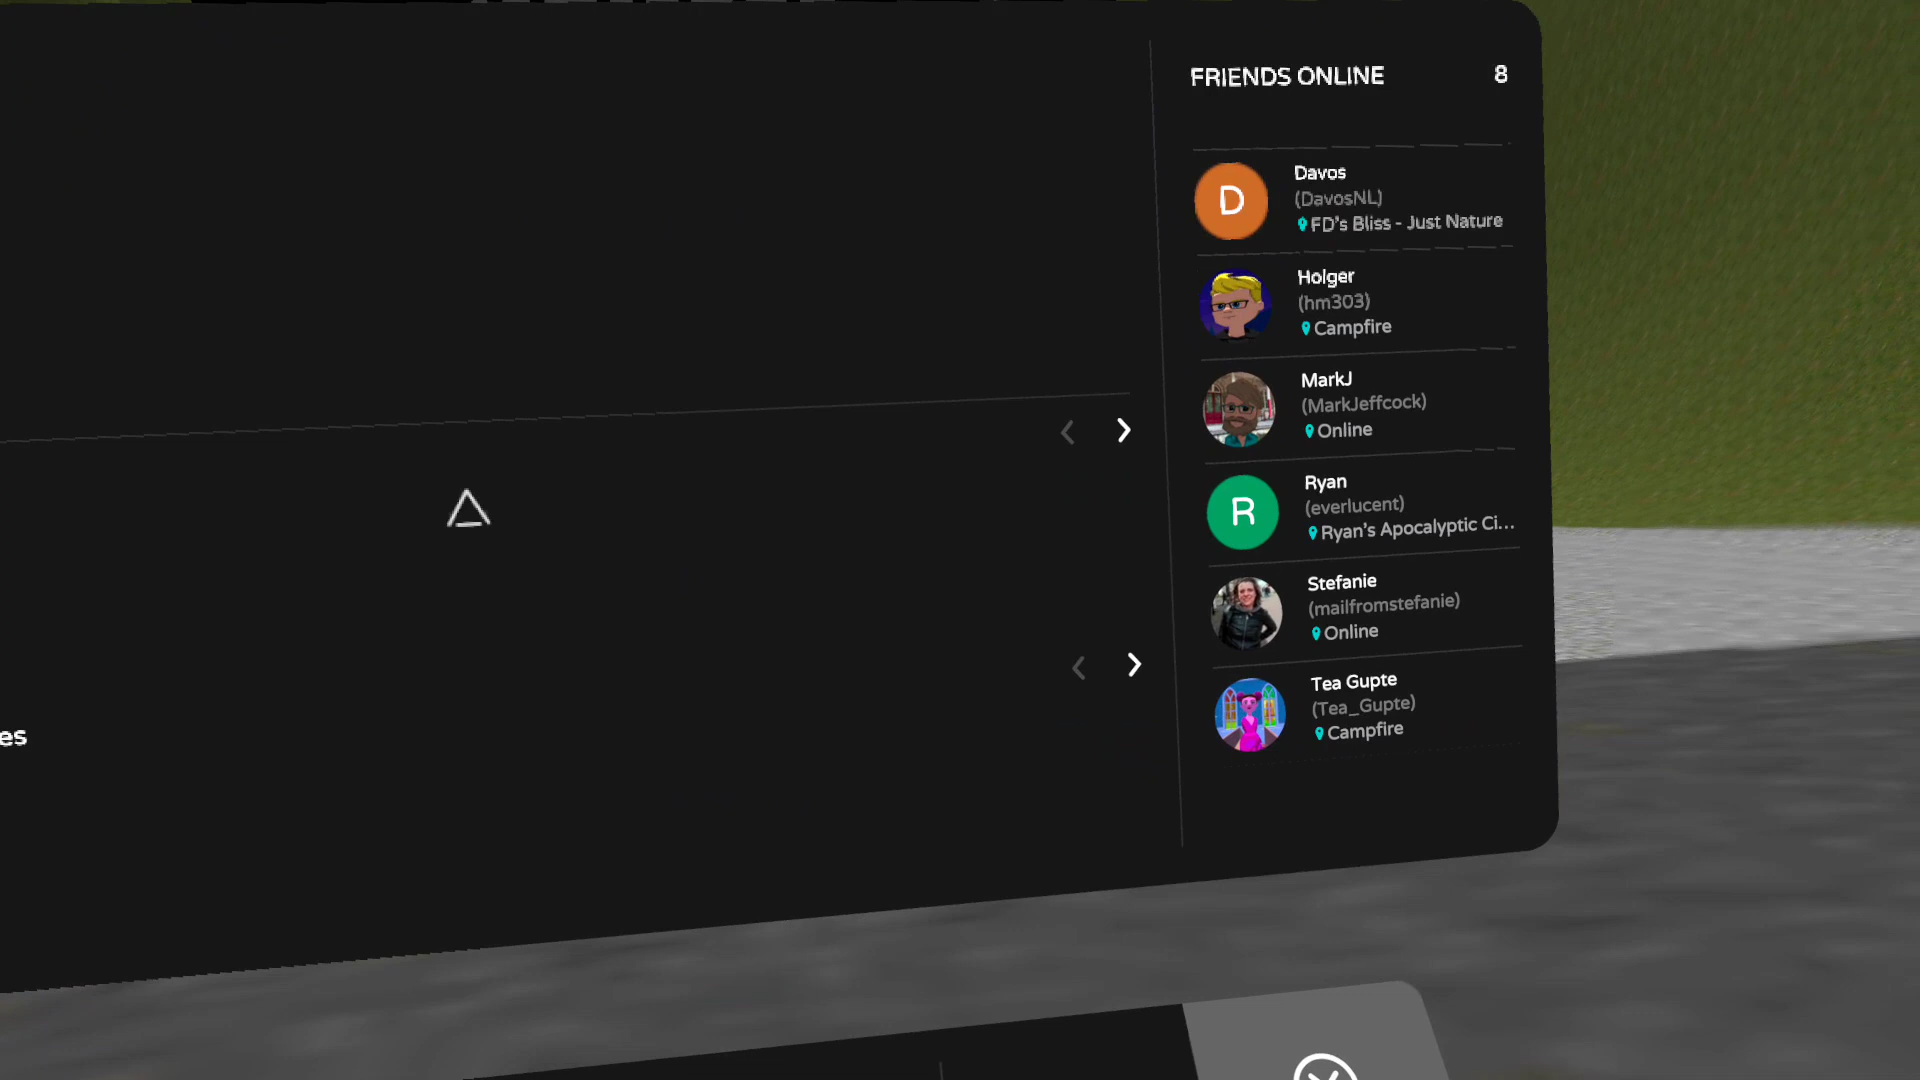 FRIENDS ONLINE 8
D
Davos
(DavosNL)
FD's Bliss - Just Nature
Holger
(hm303)
Campfire
MarkJ
(MarkJeffcock)
Online
R
Ryan
(everlucent)
Ryan's Apocalyptic Ci...
Stefanie
(mailfromstefanie)
Online
Tea Gupte
(Tea_Gupte)
Campfire
es